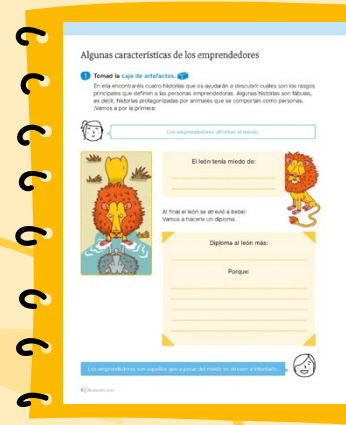 Algunas características de los emprendedores
1 Tomad la caja de artefactos.
En ella encontraréis cuatro historias que os ayudarán a descubrir cuáles son los rasgos
principales que definen a las personas emprendedoras. Algunas historias son fábulas,
es decir, historias protagonizadas por animales que se comportan como personas.
¡Vamos a por la primera!
Los emprendedores afrontan el miedo.
El león tenía miedo de:
Al final el león se atrevió a beber.
Vamos a hacerle un diploma.
Diploma al león más:
Porque:
Los emprendedores son aquellos que a pesar del miedo se atreven a intentarlo.
6